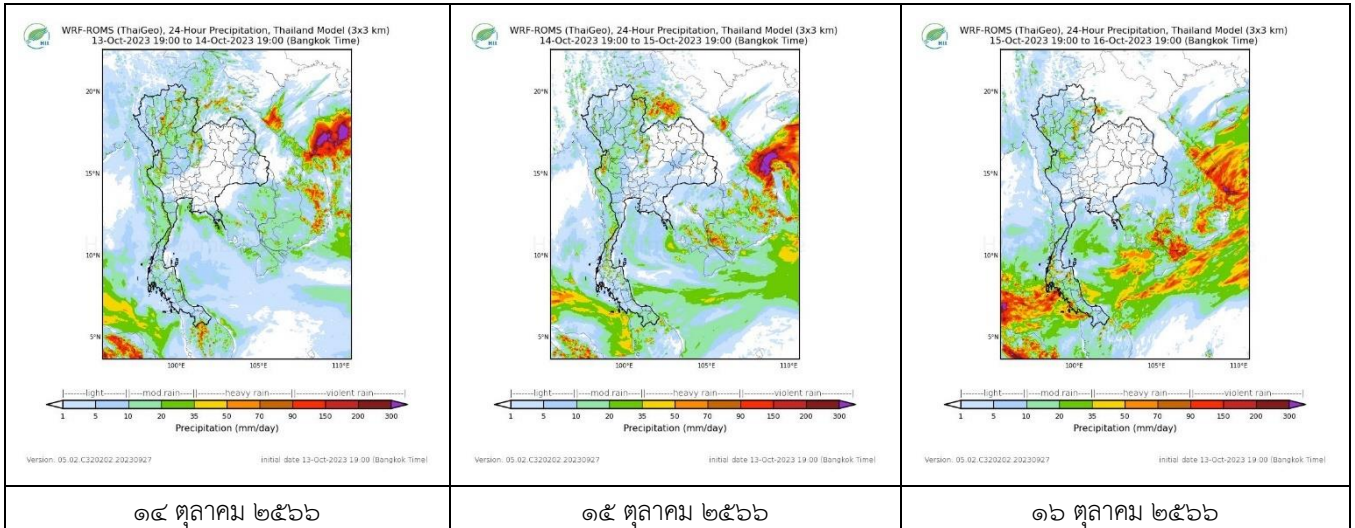 WRF-ROMS (ThaiGeo), 24-Hour Precipitation, Thailand Model (3x3 km)
13-Oct-2023 19:00 to 14-Oct-2023 19:00 (Bangkok Time)
HII
20°N
15°N
10°N
5°N
100°E 105°E
light mod rain heavy rain violent rain
1 5 10 20 35 50 70 90 150 200 300
Precipitation (mm/day)
Version: 05.02.C320202.20230927 initial date 13-Oct-2023 19:00 (Bangkok Time)
๑๔ ตุลาคม ๒๕๖๖
WRF-ROMS (ThaiGeo), 24-Hour Precipitation, Thailand Model (3x3 km)
14-Oct-2023 19:00 to 15-Oct-2023 19:00 (Bangkok Time)
HII
20°N
15°N
10°N
5°N
100°E 105°E
light mod rain heavy rain violent rain
1 5 10 20 35 50 70 90 150 200 300
Precipitation (mm/day)
Version: 05.02.C320202.20230927 initial date 13-Oct-2023 19:00 (Bangkok Time)
๑๕ ตุลาคม ๒๕๖๖
WRF-ROMS (ThaiGeo), 24-Hour Precipitation, Thailand Model (3x3 km)
15-Oct-2023 19:00 to 16-Oct-2023 19:00 (Bangkok Time)
HII
20°N
15°N
10°N
5°N
100°E 105°E
light mod rain heavy rain violent rain
1 5 10 20 35 50 70 90 150 200 300
Precipitation (mm/day)
Version: 05.02.C320202.20230927 initial date 13-Oct-2023 19:00 (Bangkok Time)
๑๖ ตุลาคม ๒๕๖๖